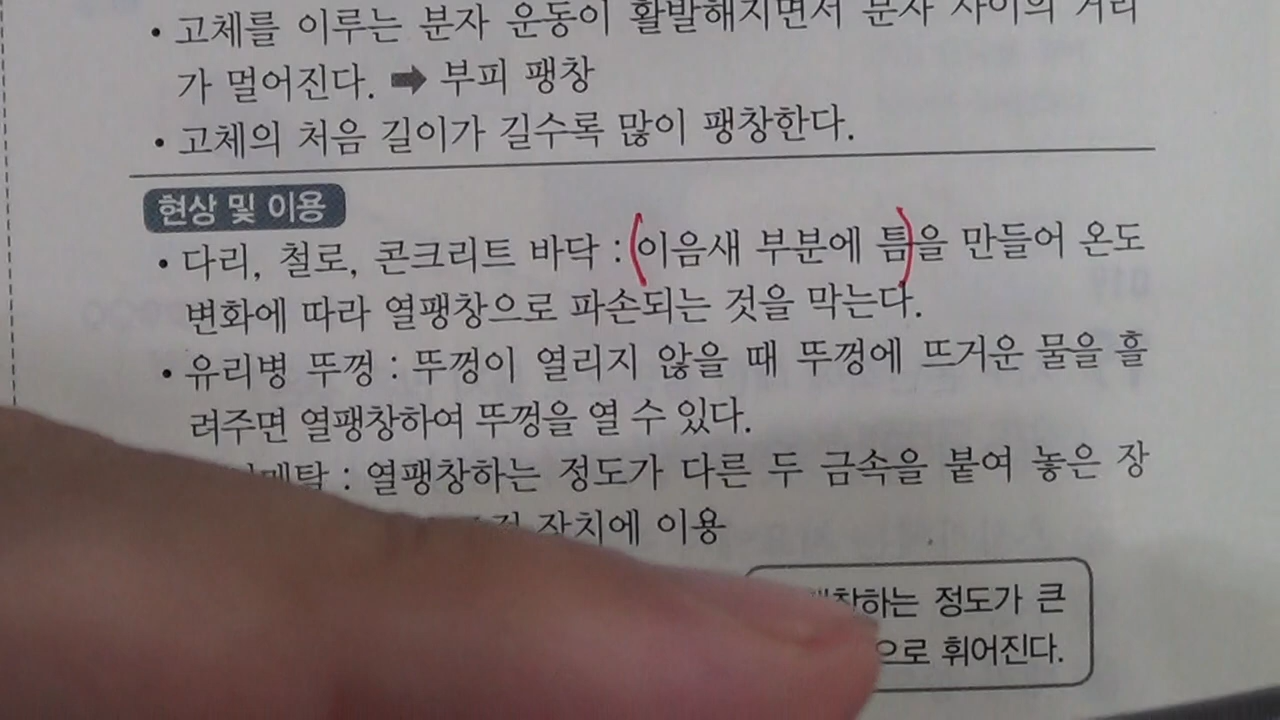 • 고체를 이루는 분자 운동이 활발해지면서 분자 사이의 거리
가 멀어진다. ➡ 부피 팽창
• 고체의 처음 길이가 길수록 많이 팽창한다.
현상 및 이용
• 다리, 철로, 콘크리트 바닥 : (이음새 부분에 틈)을 만들어 온도
변화에 따라 열팽창으로 파손되는 것을 막는다.
• 유리병 뚜껑 : 뚜껑이 열리지 않을 때 뚜껑에 뜨거운 물을 흘
려주면 열팽창하여 뚜껑을 열 수 있다.
: 열팽창하는 정도가 다른 두 금속을 붙여 놓은 장
장치에 이용
정도가 큰
으로 휘어진다.